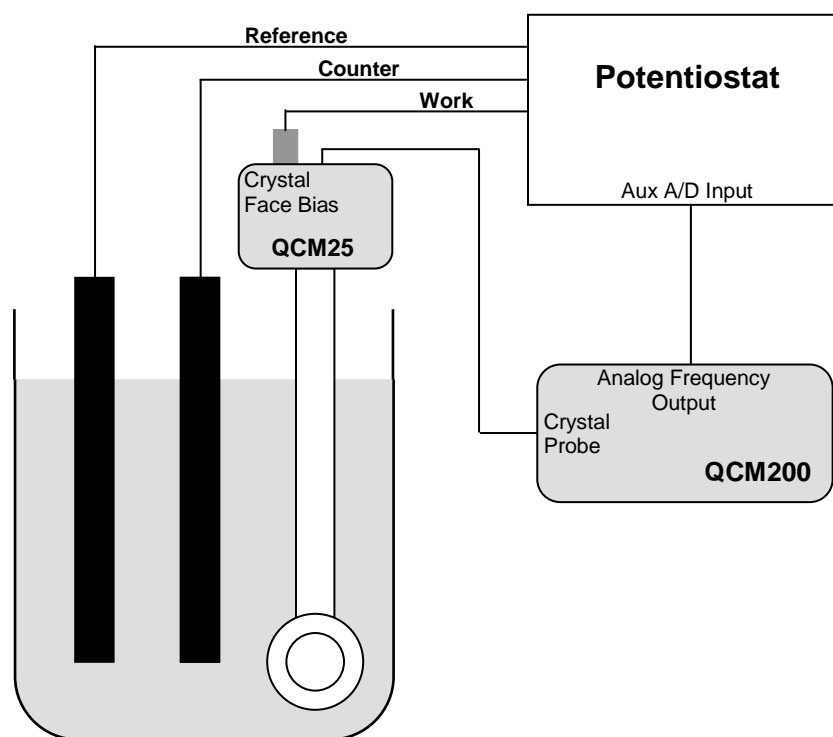 Reference
Counter
Work
Potentiostat
Aux A/D Input
Crystal
Face Bias
QCM25
Analog Frequency
Output
Crystal
Probe
QCM200